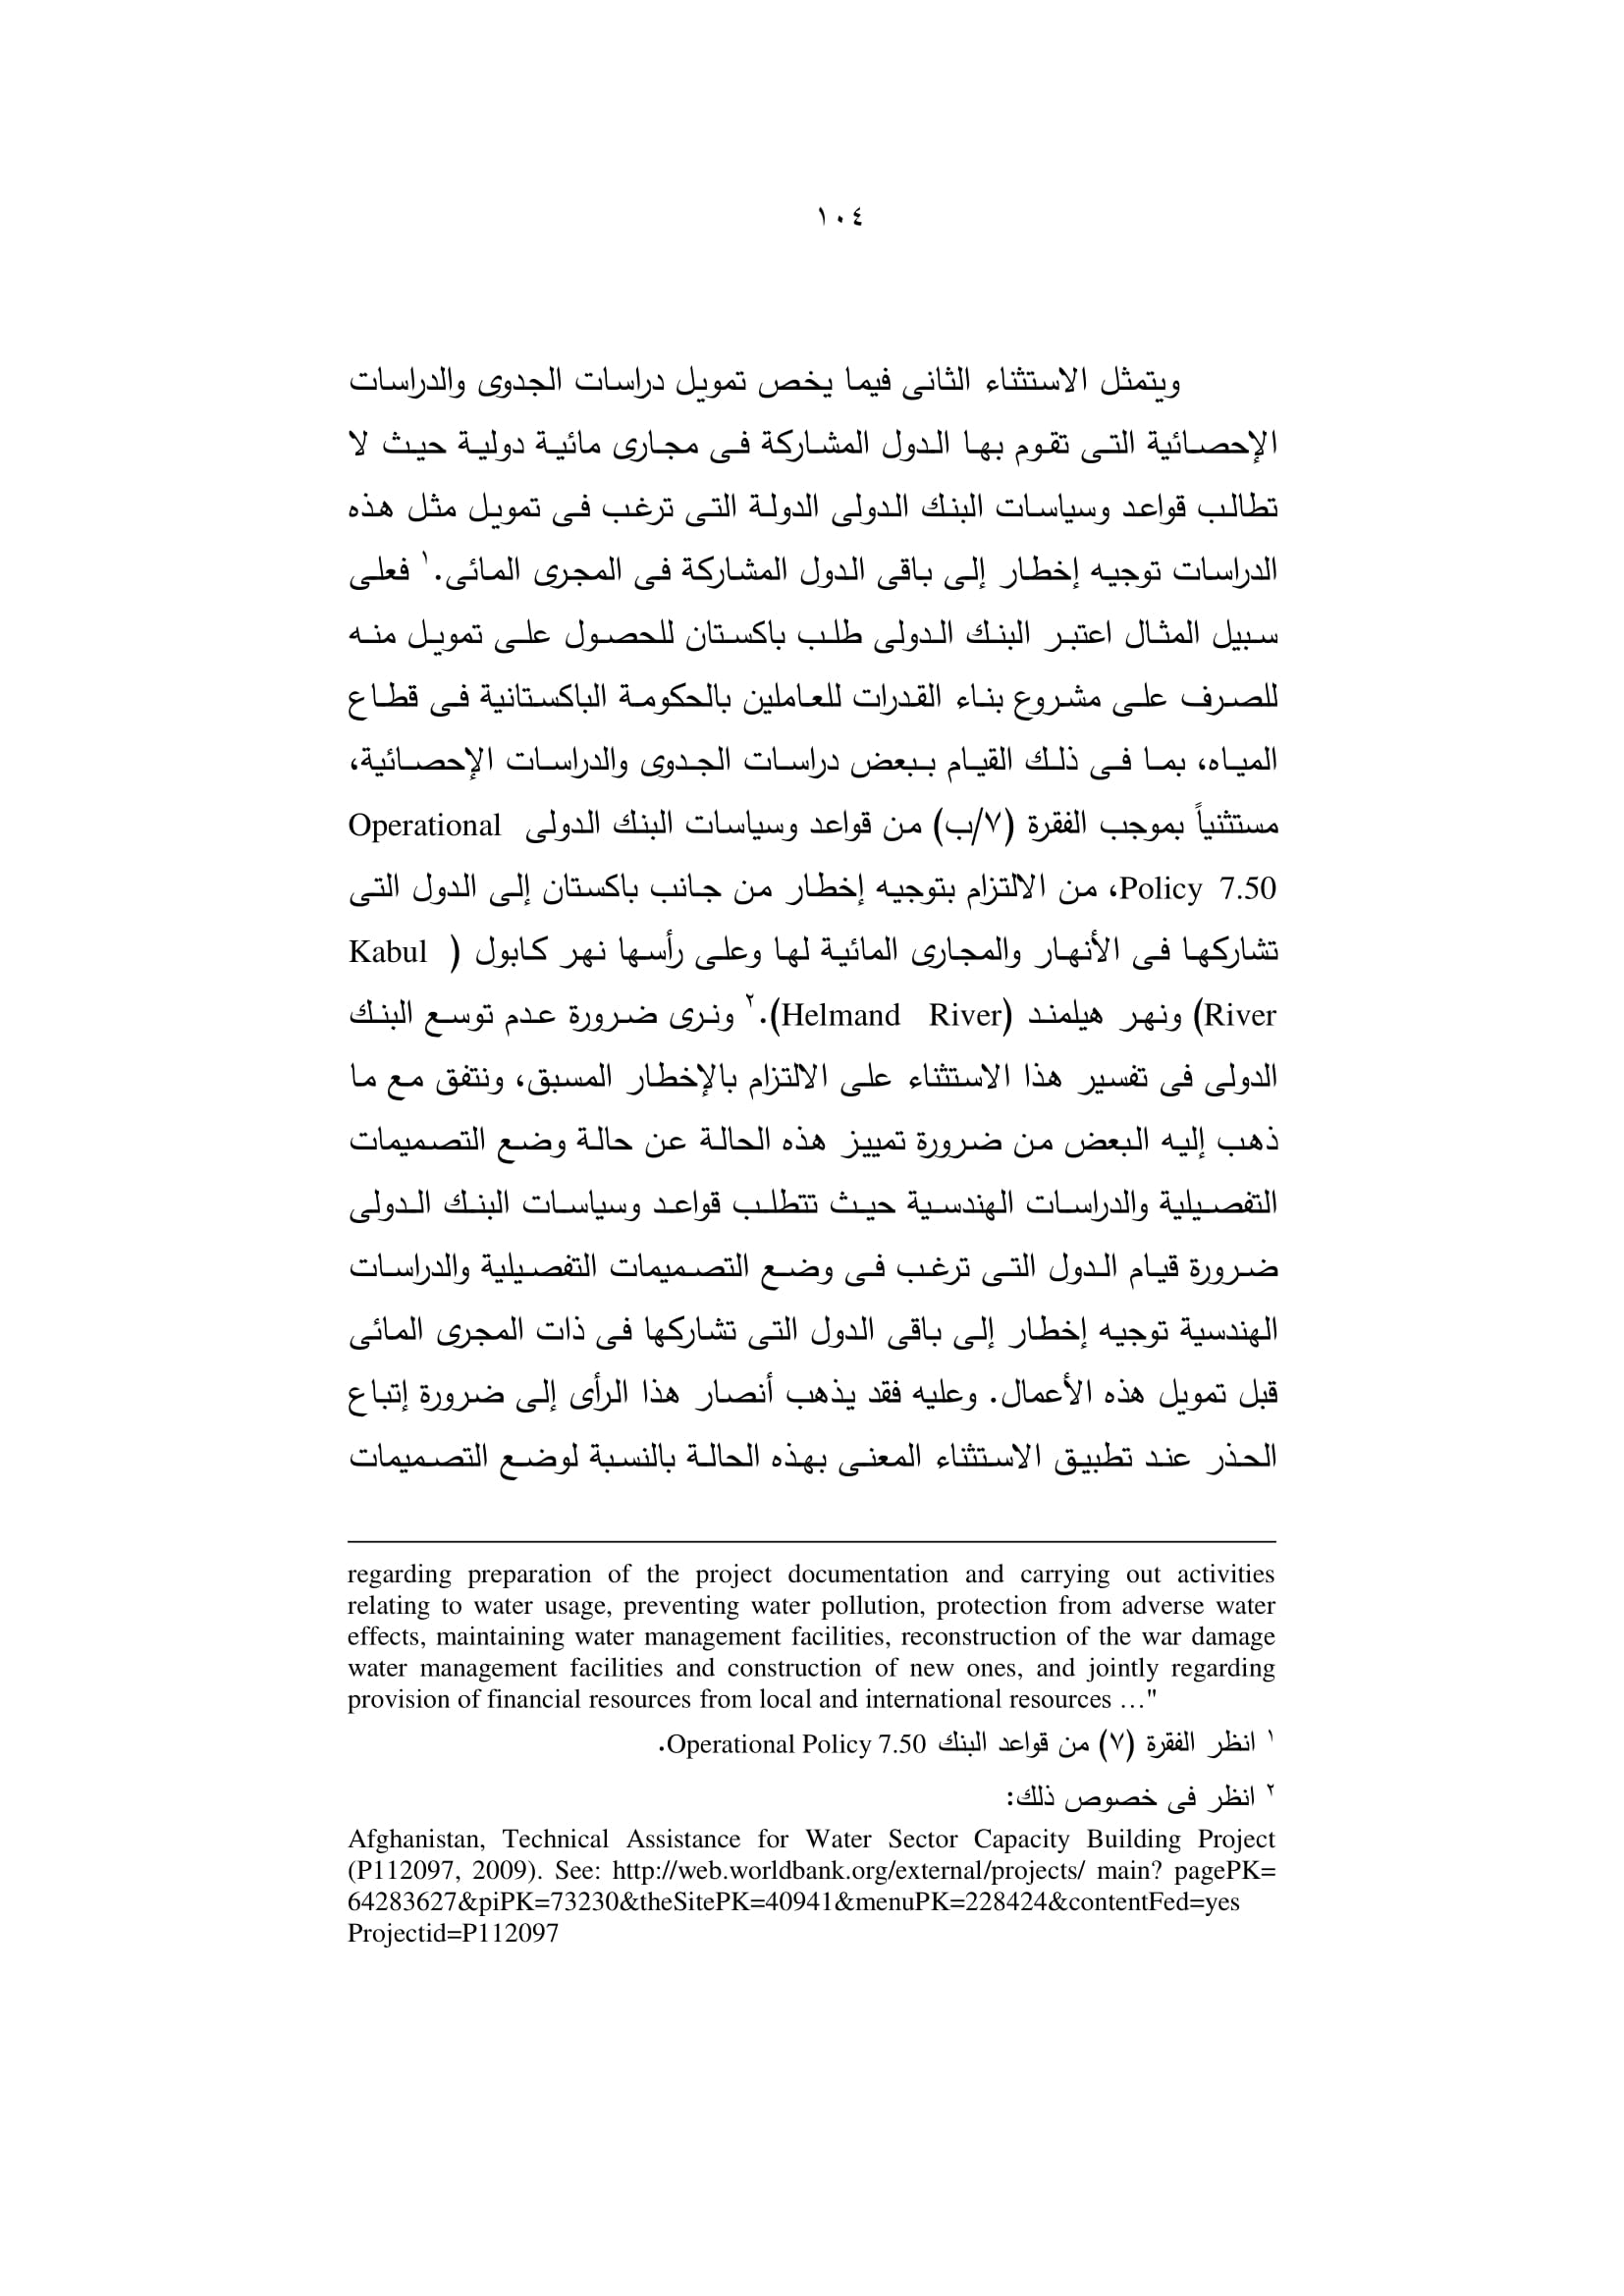 ١٠٤
ويتمثل الاستثناء الثانى فيما يخص تمويل دراسات الجدوى والدراسات
الإحصائية التى تقوم بها الدول المشاركة فى مجارى مائية دولية حيث لا
تطالب قواعد وسياسات البنك الدولى الدولة التى ترغب فى تمويل مثل هذه
الدراسات توجيه إخطار إلى باقى الدول المشاركة فى المجرى المائى.١ فعلى
سبيل المثال اعتبر البنك الدولى طلب باكستان للحصول على تمويل منه
للصرف على مشروع بناء القدرات للعاملين بالحكومة الباكستانية فى قطاع
المياه، بما فى ذلك القيام ببعض دراسات الجدوى والدراسات الإحصائية،
مستثنياً بموجب الفقرة (٧/ب) من قواعد وسياسات البنك الدولى Operational
Policy 7.50، من الالتزام بتوجيه إخطار من جانب باكستان إلى الدول التى
تشاركها فى الأنهار والمجارى المائية لها وعلى رأسها نهر كابول (Kabul
River) ونهر هيلمند (Helmand River).٢ ونرى ضرورة عدم توسع البنك
الدولى فى تفسير هذا الاستثناء على الالتزام بالإخطار المسبق، ونتفق مع ما
ذهب إليه البعض من ضرورة تمييز هذه الحالة عن حالة وضع التصميمات
التفصيلية والدراسات الهندسية حيث تتطلب قواعد وسياسات البنك الدولى
ضرورة قيام الدول التى ترغب فى وضع التصميمات التفصيلية والدراسات
الهندسية توجيه إخطار إلى باقى الدول التى تشاركها فى ذات المجرى المائى
قبل تمويل هذه الأعمال. وعليه فقد يذهب أنصار هذا الرأى إلى ضرورة إتباع
الحذر عند تطبيق الاستثناء المعنى بهذه الحالة بالنسبة لوضع التصميمات
regarding preparation of the project documentation and carrying out activities
relating to water usage, preventing water pollution, protection from adverse water
effects, maintaining water management facilities, reconstruction of the war damage
water management facilities and construction of new ones, and jointly regarding
provision of financial resources from local and international resources …"
١ انظر الفقرة (٧) من قواعد البنك Operational Policy 7.50.
٢ انظر فى خصوص ذلك:
Afghanistan, Technical Assistance for Water Sector Capacity Building Project
(P112097, 2009). See: http://web.worldbank.org/external/projects/ main? pagePK=
64283627&piPK=73230&theSitePK=40941&menuPK=228424&contentFed=yes
Projectid=P112097